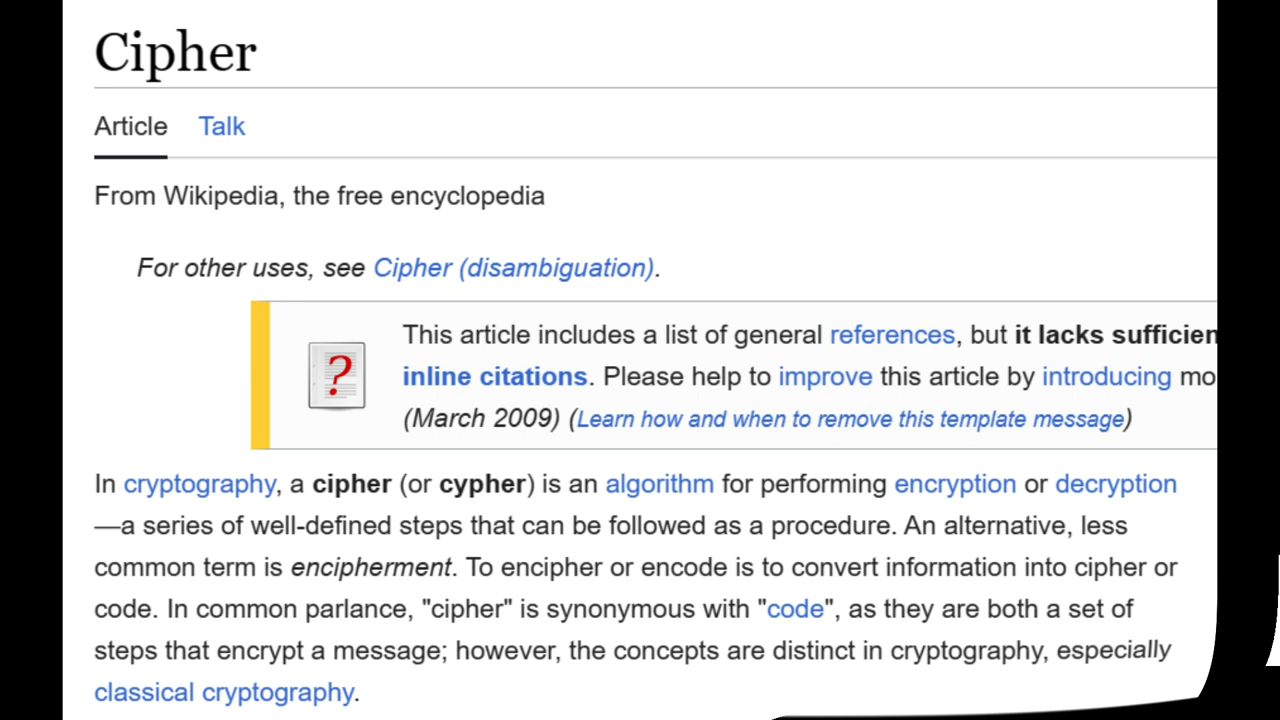 Cipher
Article Talk
From Wikipedia, the free encyclopedia
For other uses, see Cipher (disambiguation).
This article includes a list of general references, but it lacks sufficien
inline citations. Please help to improve this article by introducing mo
(March 2009) (Learn how and when to remove this template message)
In cryptography, a cipher (or cypher) is an algorithm for performing encryption or decryption
—a series of well-defined steps that can be followed as a procedure. An alternative, less
common term is encipherment. To encipher or encode is to convert information into cipher or
code. In common parlance, "cipher" is synonymous with "code", as they are both a set of
steps that encrypt a message; however, the concepts are distinct in cryptography, especially
classical cryptography.